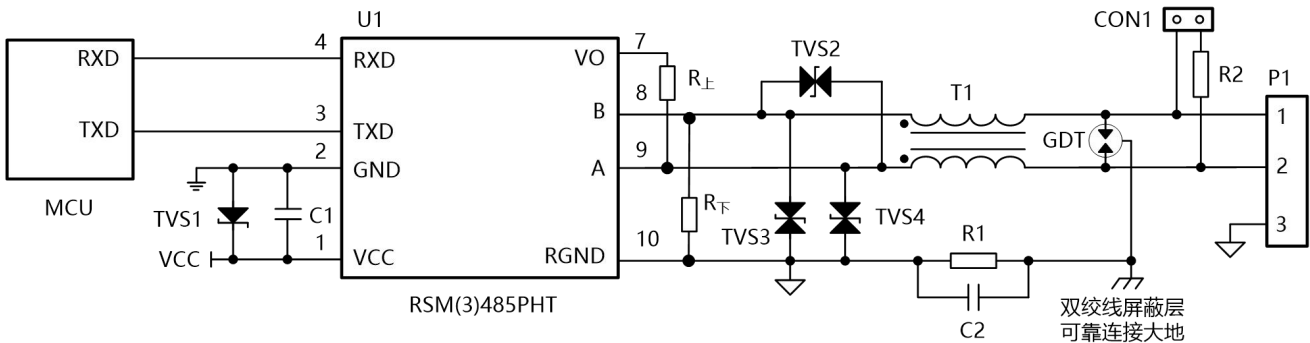 U1
CON1
RXD
4
RXD
VO
7
TVS2
R上
8
B
T1
R2
P1
1
TXD
3
TXD
GDT
2
GND
9
A
2
TVS1
C1
R下
TVS3
TVS4
3
MCU
VCC
1
VCC
10
RGND
R1
RSM(3)485PHT
C2
双绞线屏蔽层
可靠连接大地